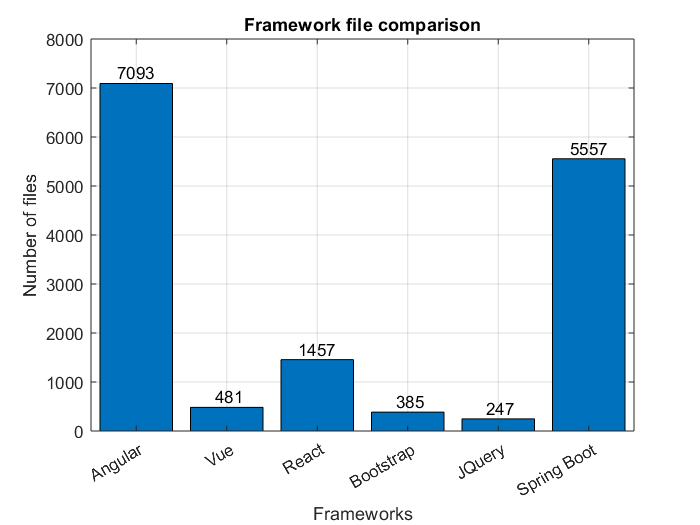 Framework file comparison
8000
7000
6000
5000
4000
3000
2000
1000
0
Number of files
7093
481
1457
385
247
5557
Angular
Vue
React
Bootstrap
JQuery
Spring Boot
Frameworks